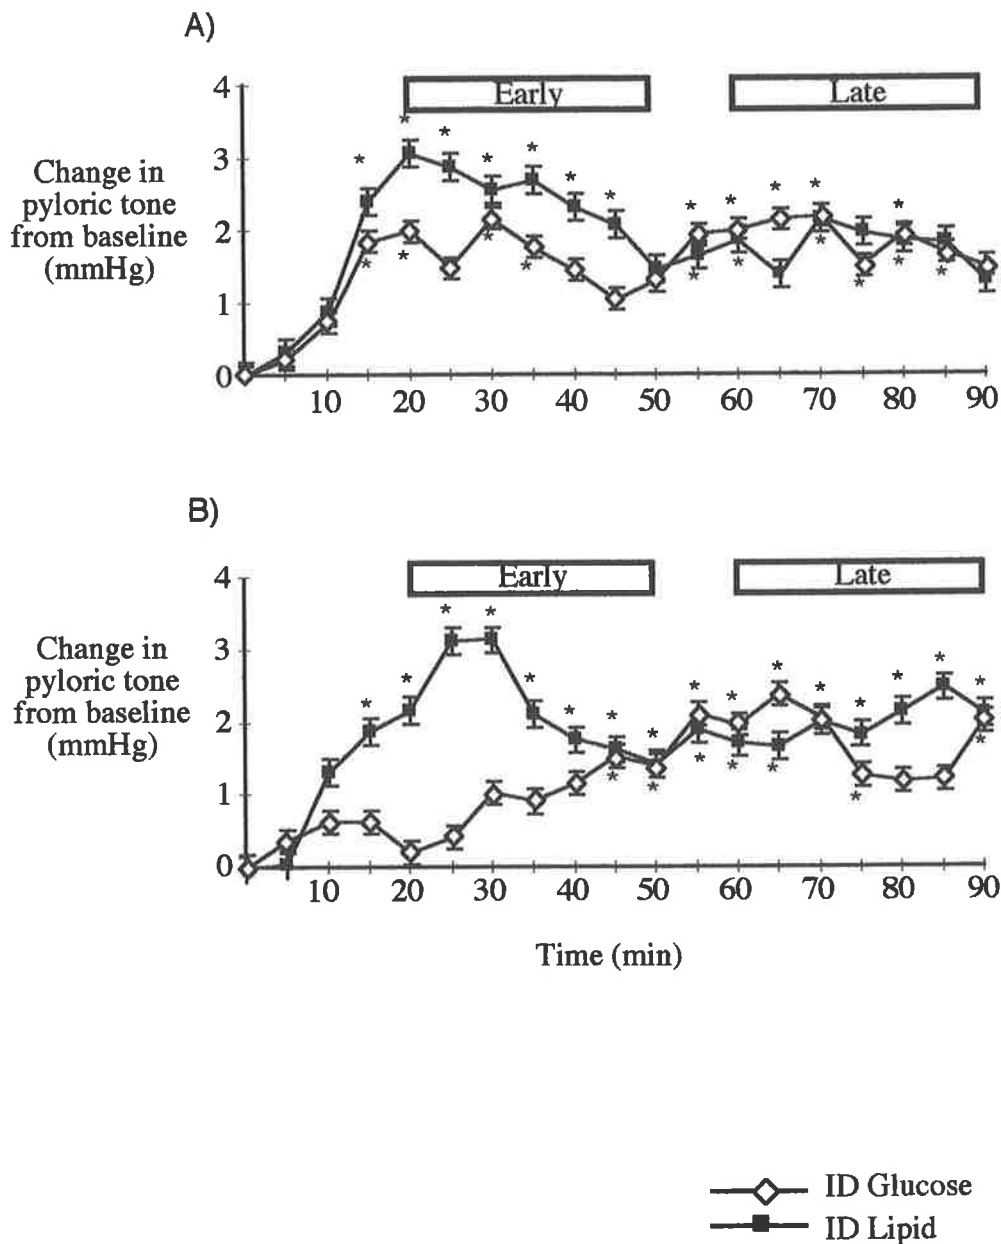 A)
Early
Late
Change in
pyloric tone
from baseline
(mmHg)
4
3
2
1
0
10 20 30 40 50 60 70 80 90
B)
Early
Late
Change in
pyloric tone
from baseline
(mmHg)
4
3
2
1
0
10 20 30 40 50 60 70 80 90
Time (min)
ID Glucose
ID Lipid